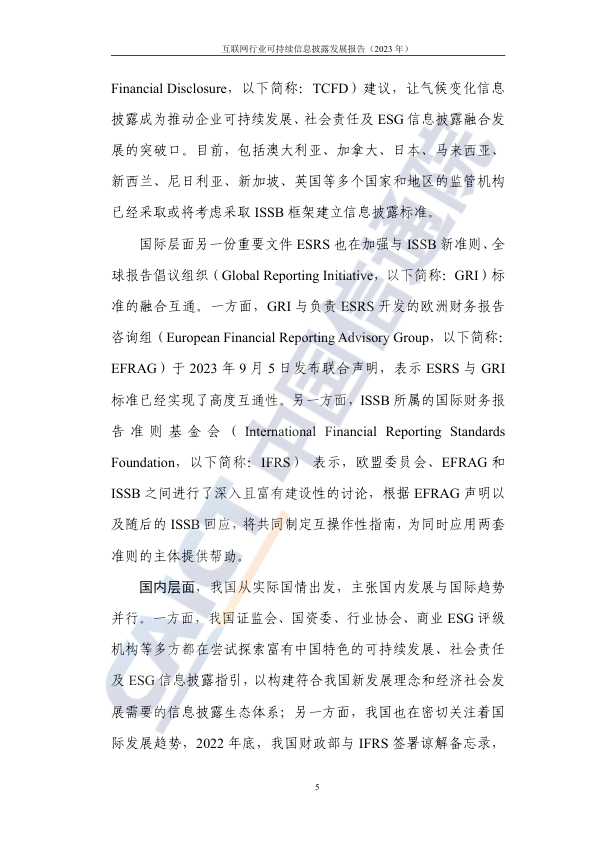 互联网行业可持续信息披露发展报告（2023 年）
Financial Disclosure，以下简称：TCFD）建议，让气候变化信息
披露成为推动企业可持续发展、社会责任及 ESG 信息披露融合发
展的突破口。目前，包括澳大利亚、加拿大、日本、马来西亚、
新西兰、尼日利亚、新加坡、英国等多个国家和地区的监管机构
已经采取或将考虑采取 ISSB 框架建立信息披露标准。
国际层面另一份重要文件 ESRS 也在加强与 ISSB 新准则、全
球报告倡议组织（Global Reporting Initiative，以下简称：GRI）标
准的融合互通。一方面，GRI 与负责 ESRS 开发的欧洲财务报告
咨询组（European Financial Reporting Advisory Group，以下简称：
EFRAG）于 2023 年 9 月 5 日发布联合声明，表示 ESRS 与 GRI
标准已经实现了高度互通性。另一方面，ISSB 所属的国际财务报
告准则基金会（ International Financial Reporting Standards
Foundation，以下简称：IFRS） 表示，欧盟委员会、EFRAG 和
ISSB 之间进行了深入且富有建设性的讨论，根据 EFRAG 声明以
及随后的 ISSB 回应，将共同制定互操作性指南，为同时应用两套
准则的主体提供帮助。
国内层面，我国从实际国情出发，主张国内发展与国际趋势
并行。一方面，我国证监会、国资委、行业协会、商业 ESG 评级
机构等多方都在尝试探索富有中国特色的可持续发展、社会责任
及 ESG 信息披露指引，以构建符合我国新发展理念和经济社会发
展需要的信息披露生态体系；另一方面，我国也在密切关注着国
际发展趋势，2022 年底，我国财政部与 IFRS 签署谅解备忘录，
5
CAICT 中国信通院